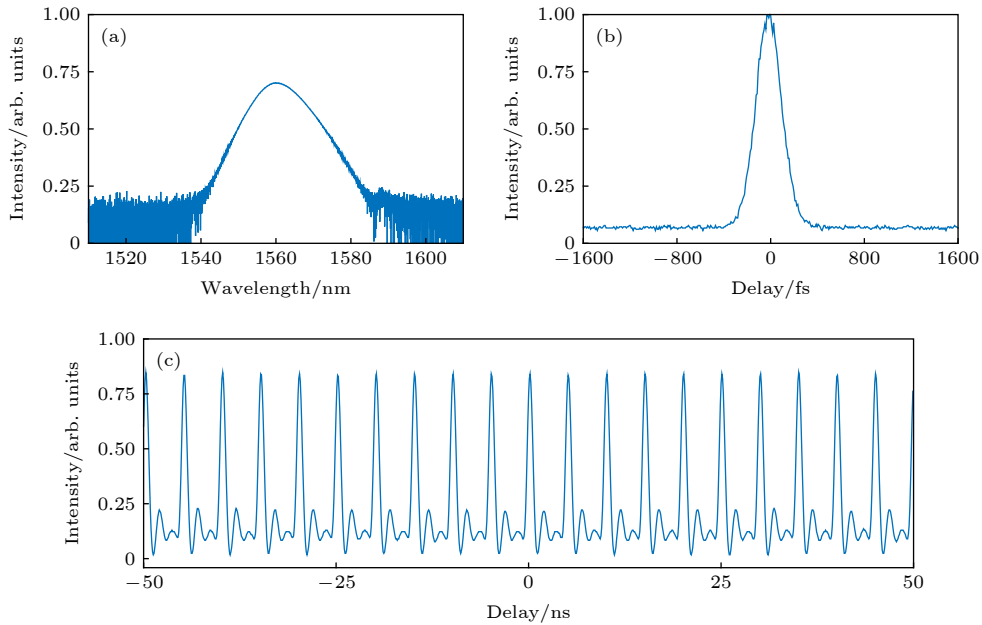 (a)
Intensity/arb. units
1.00
0.75
0.50
0.25
0
1520 1540 1560 1580 1600
Wavelength/nm
(b)
Intensity/arb. units
1.00
0.75
0.50
0.25
0
−1600 −800 0 800 1600
Delay/fs
(c)
Intensity/arb. units
1.00
0.75
0.50
0.25
0
−50 −25 0 25 50
Delay/ns